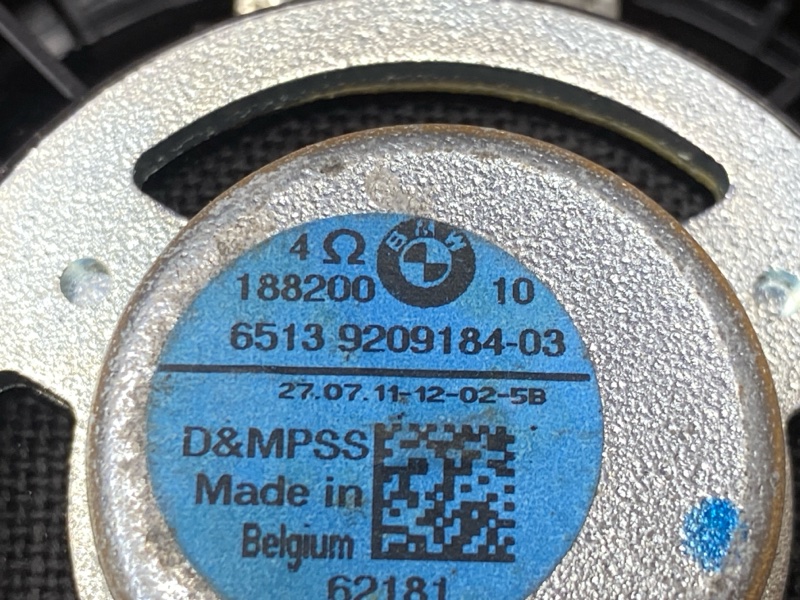 4 Ω BMW
188200 10
6513 9209184-03
27.07.11-12-02-5B
D&MPSS
Made in
Belgium
62181